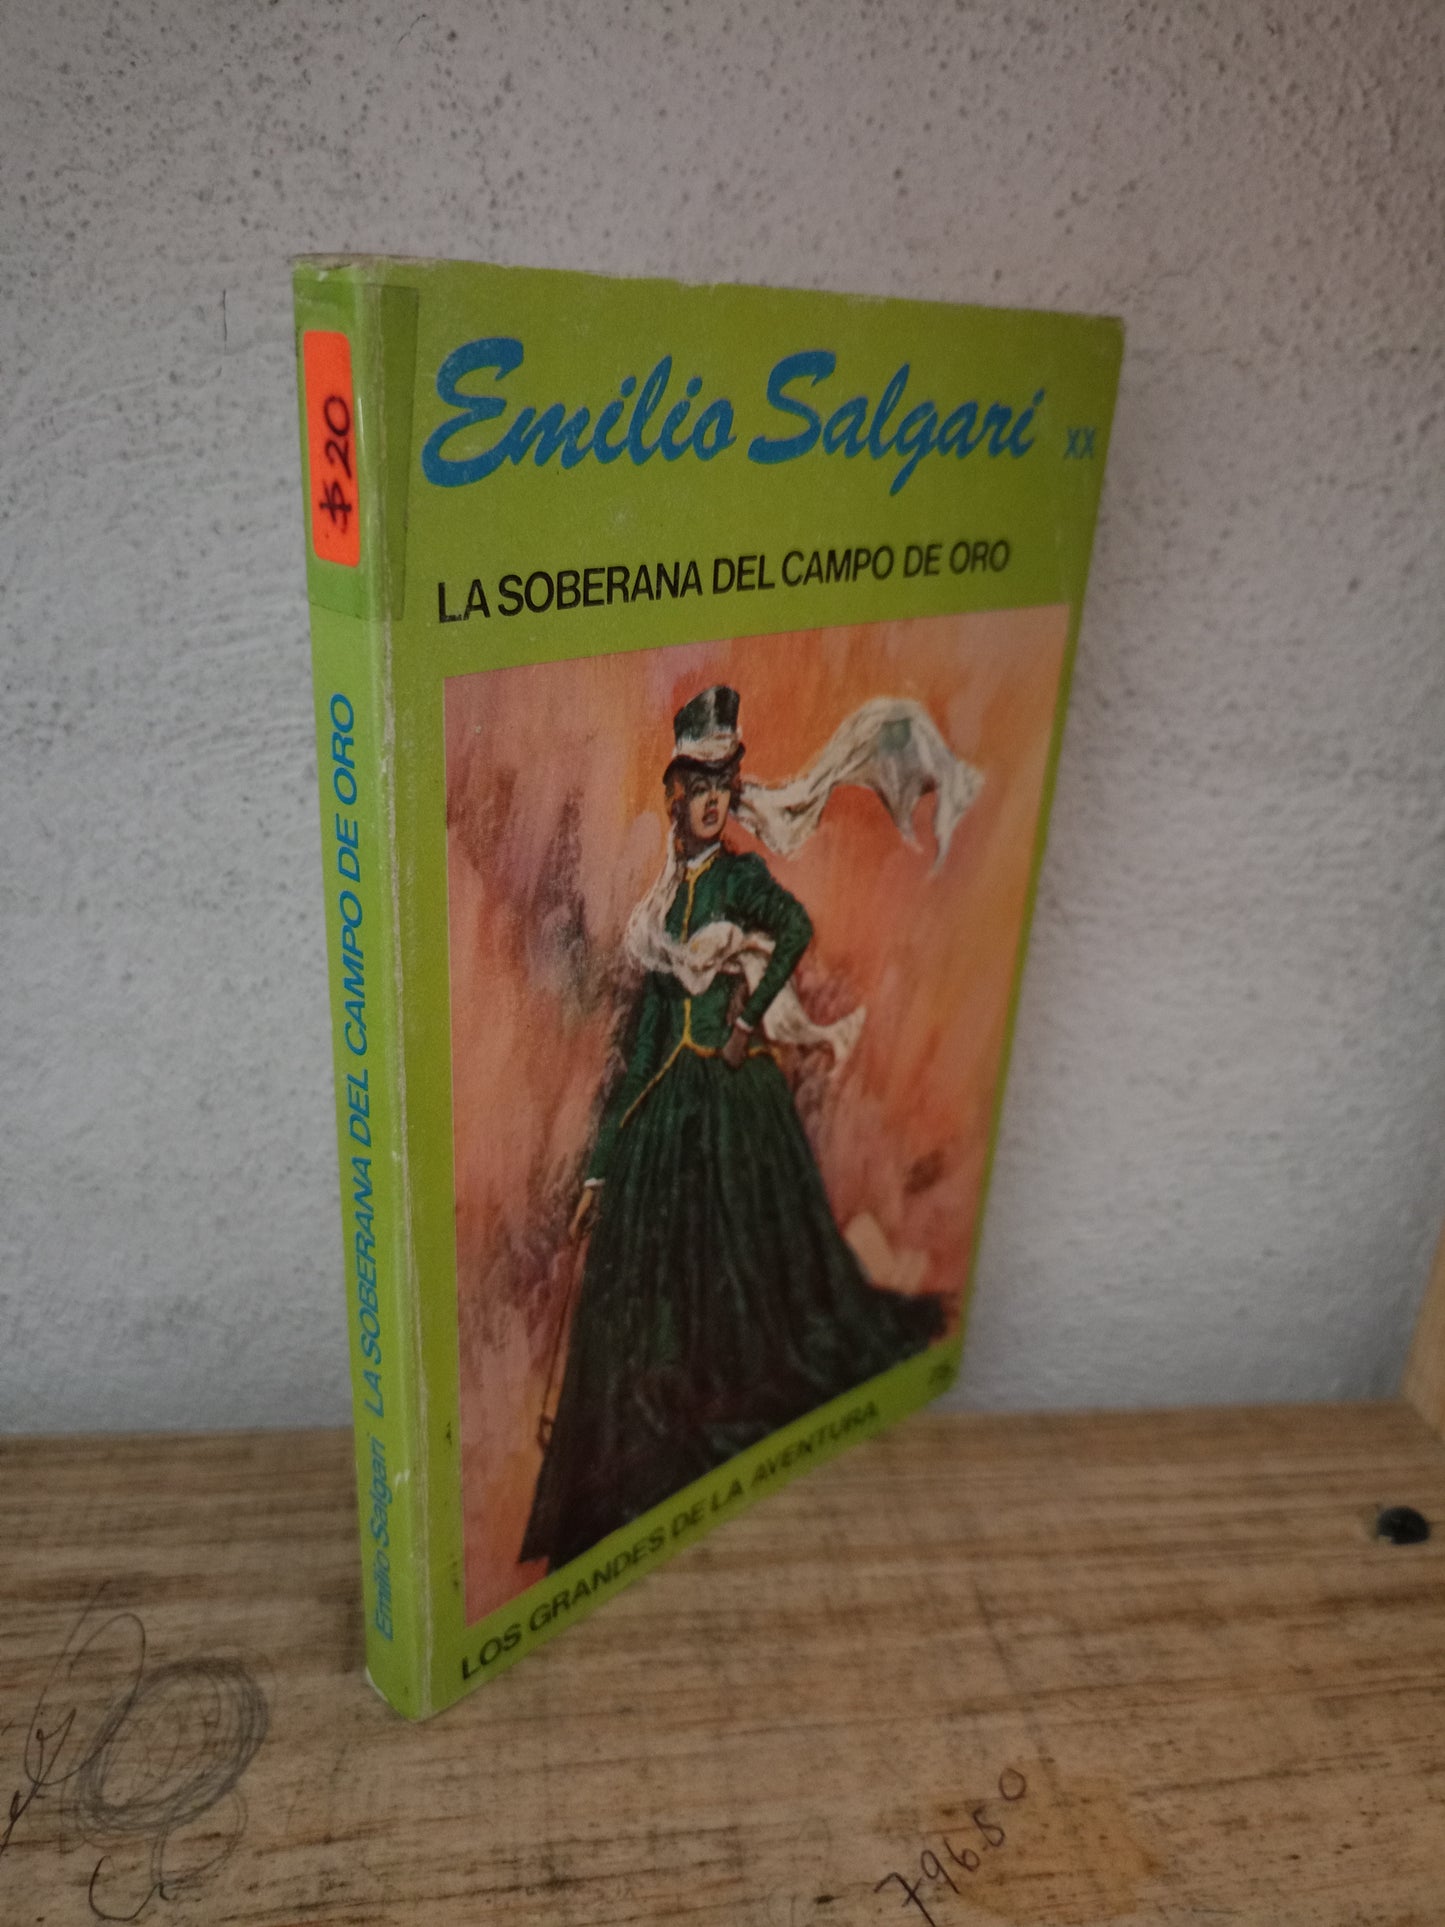 $20
Emilio Salgari XX
LA SOBERANA DEL CAMPO DE ORO
LOS GRANDES DE LA AVENTURA
Emilio Salgari LA SOBERANA DEL CAMPO DE ORO
796.50